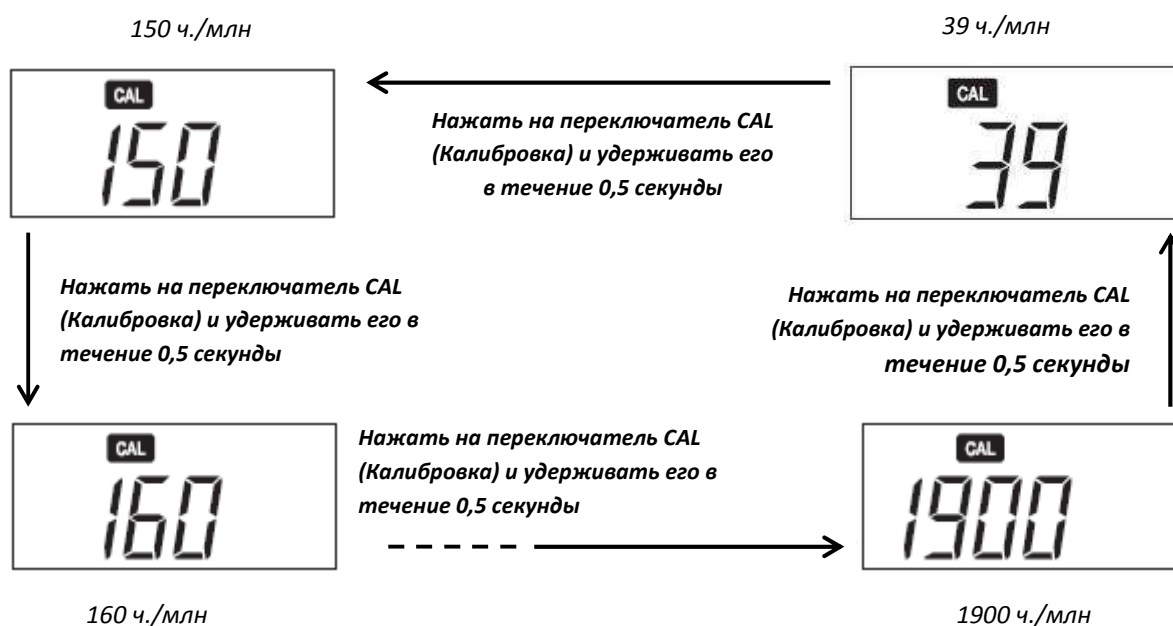 150 ч./млн
39 ч./млн
CAL
150
CAL
39
Нажать на переключатель CAL
(Калибровка) и удерживать его
в течение 0,5 секунды
Нажать на переключатель CAL
(Калибровка) и удерживать его в
течение 0,5 секунды
Нажать на переключатель CAL
(Калибровка) и удерживать его в
течение 0,5 секунды
CAL
160
Нажать на переключатель CAL
(Калибровка) и удерживать его в
течение 0,5 секунды
CAL
1900
160 ч./млн
1900 ч./млн